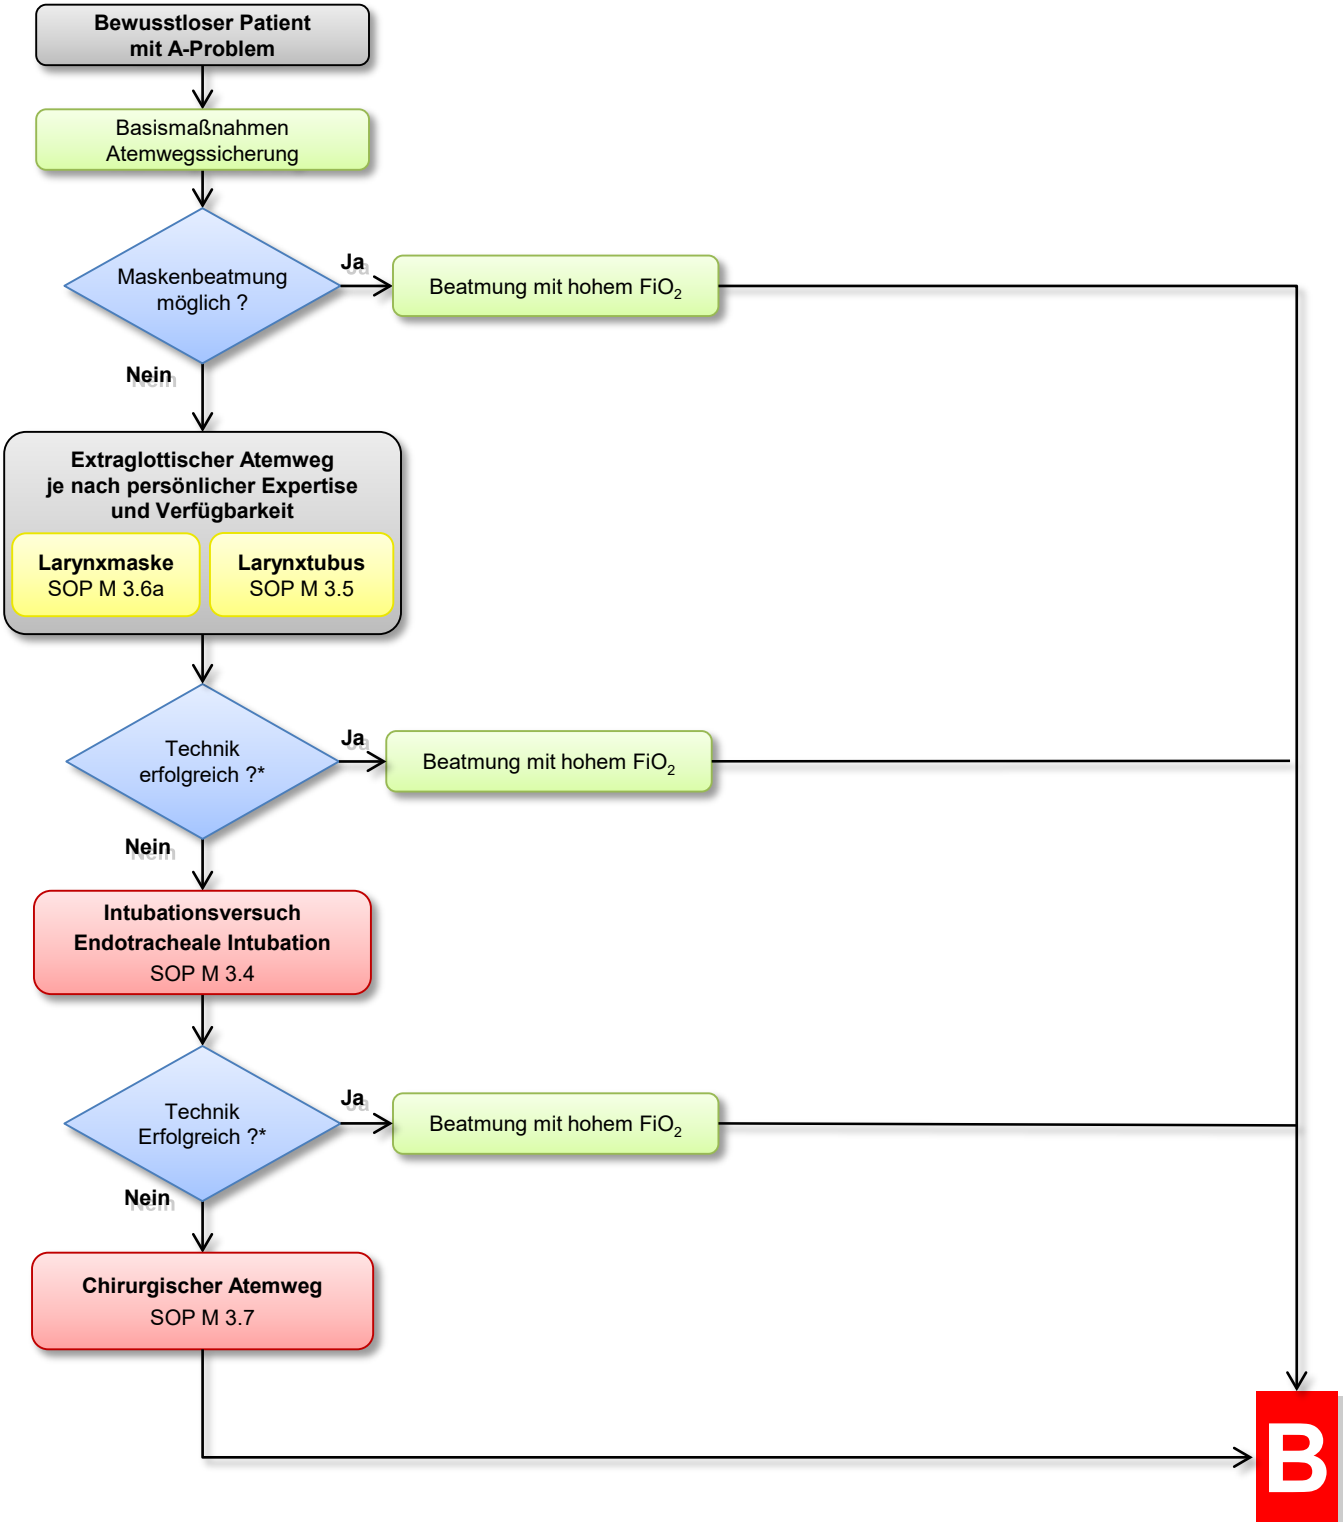 Bewusstloser Patient
mit A-Problem
Basismaßnahmen
Atemwegssicherung
Maskenbeatmung
möglich ?
Ja
Beatmung mit hohem FiO₂
Nein
Extraglottischer Atemweg
je nach persönlicher Expertise
und Verfügbarkeit
Larynxmaske
SOP M 3.6a
Larynxtubus
SOP M 3.5
Technik
erfolgreich ?*
Ja
Beatmung mit hohem FiO₂
Nein
Intubationsversuch
Endotracheale Intubation
SOP M 3.4
Technik
Erfolgreich ?*
Ja
Beatmung mit hohem FiO₂
Nein
Chirurgischer Atemweg
SOP M 3.7
B